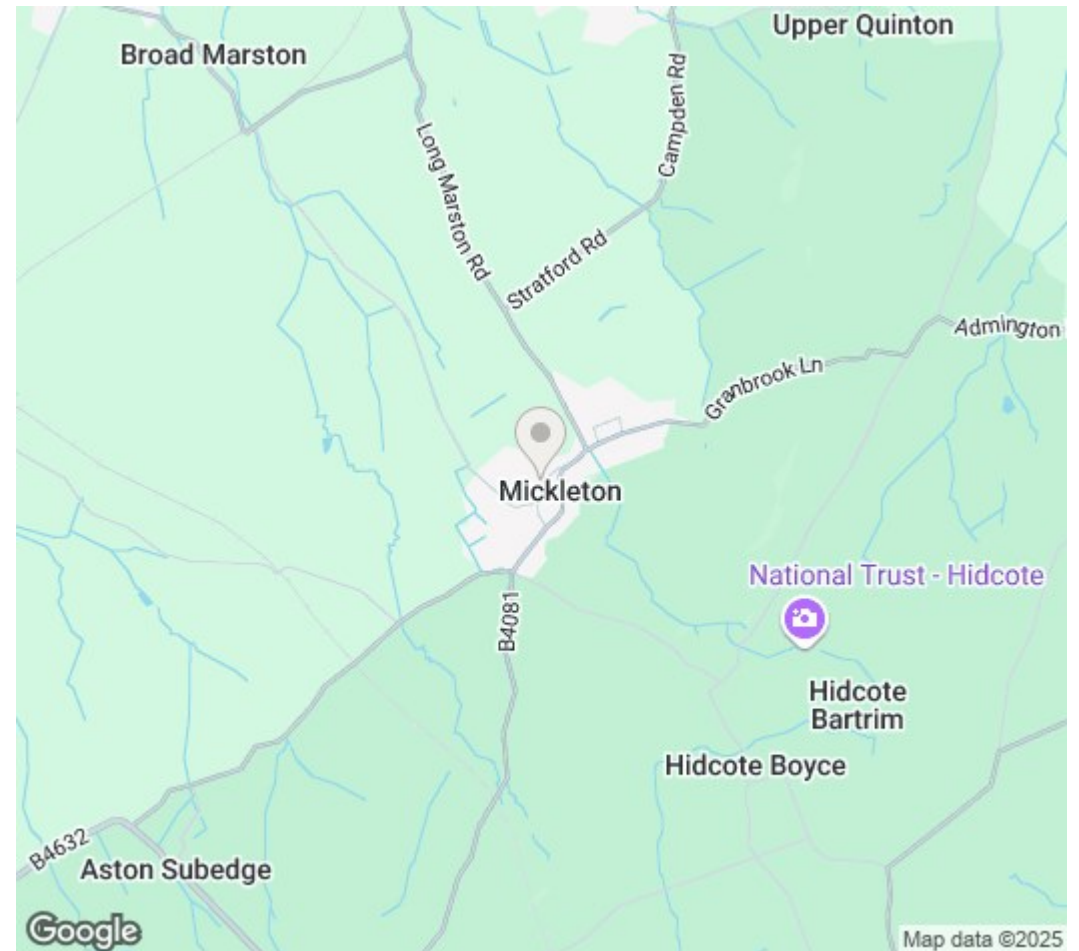 Upper Quinton
Broad Marston
Campden Rd
Long Marston Rd
Stratford Rd
Admington
Granbrook Ln
Mickleton
National Trust - Hidcote
B4081
Hidcote
Bartrim
Hidcote Boyce
B4632
Aston Subedge
Google
Map data ©2025